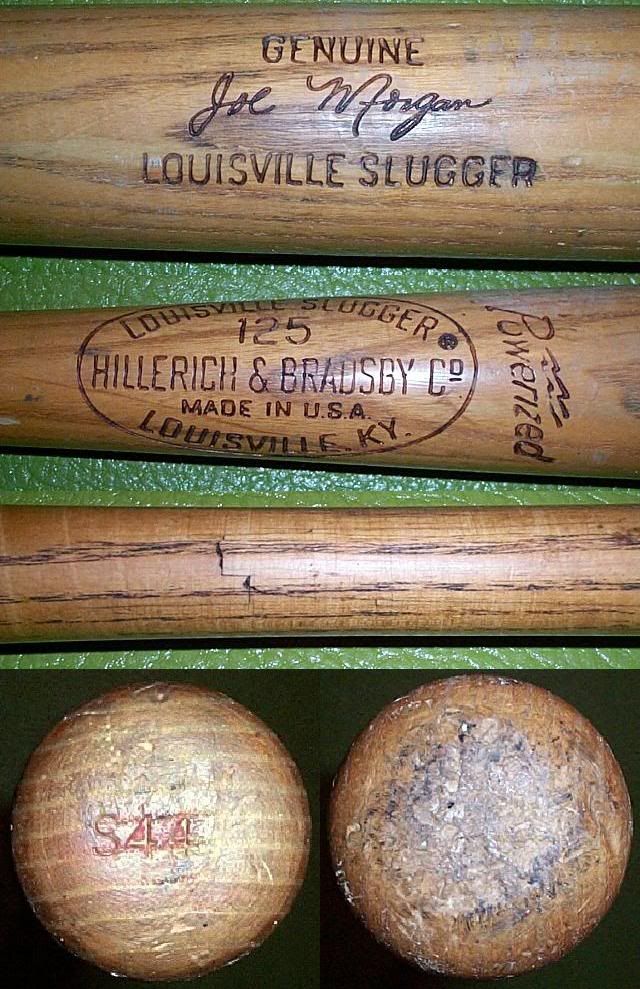 GENUINE
Joe Morgan
LOUISVILLE SLUGGER
LOUISVILLE SLUGGER®
125
HILLERICH & BRADSBY CO
MADE IN U.S.A.
LOUISVILLE. KY.
Powerized
S44